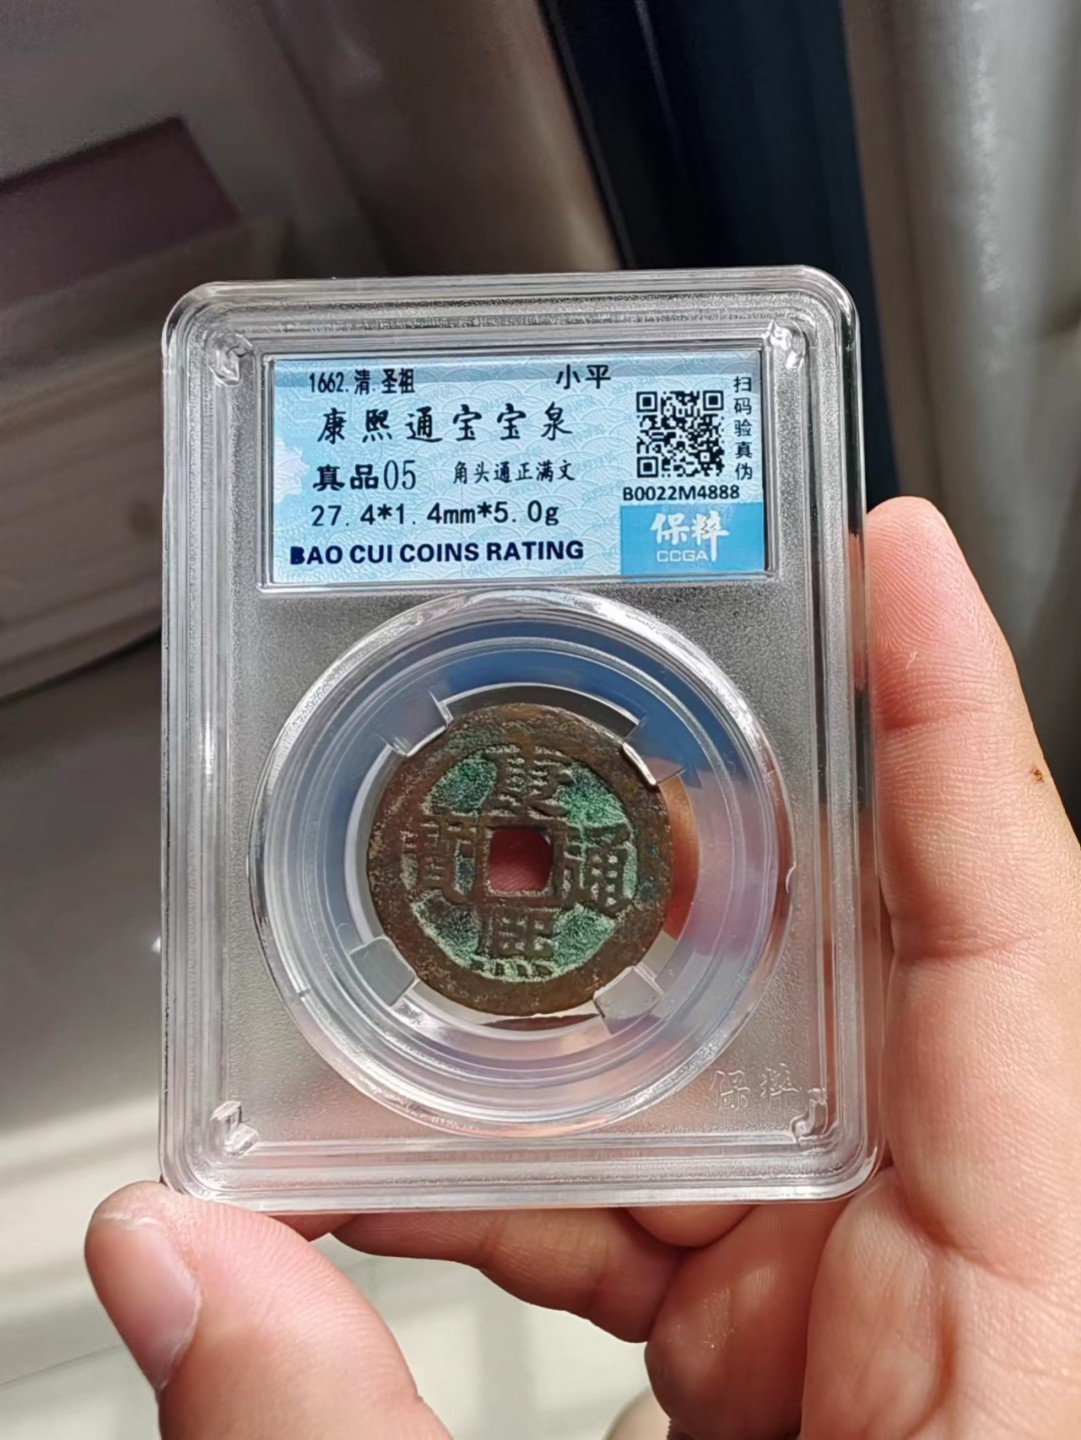 1662.清.圣祖 小平
康熙通宝宝泉
真品05 角头通正满文
27.4*1.4mm*5.0g
BAO CUI COINS RATING
扫码验真伪
B0022M4888
保粹
CCGA
康熙通寳
保粹